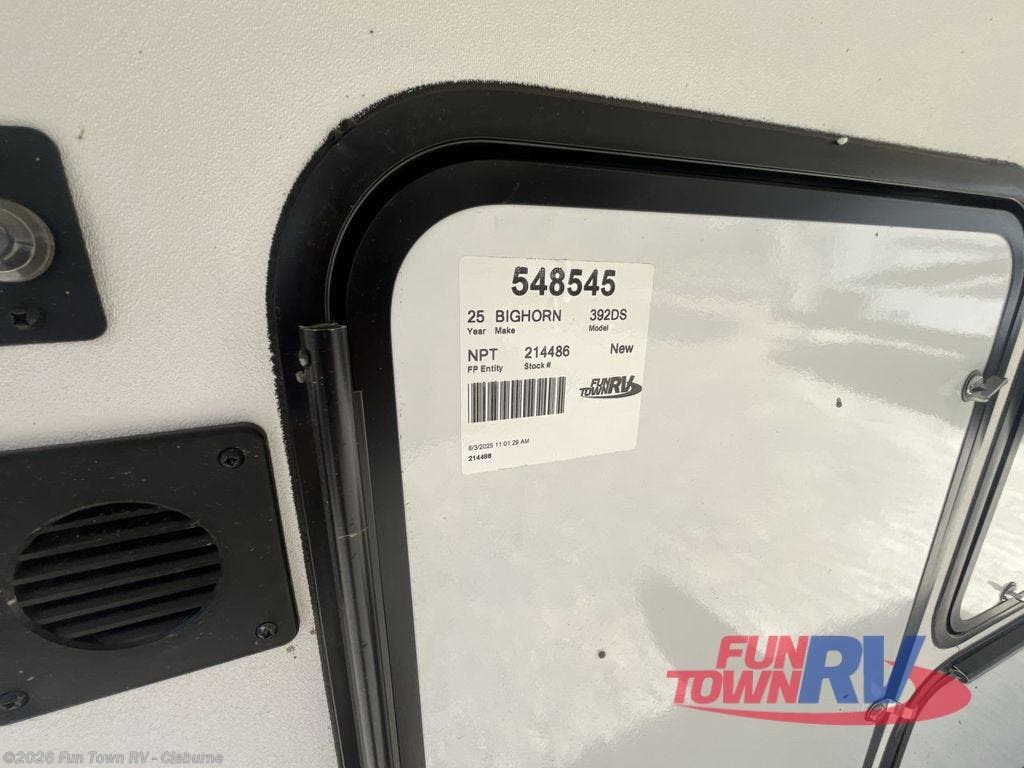 548545
25 BIGHORN 392DS
Year Make Model
NPT 214486 New
FP Entity Stock #
FUN
TOWN RV
6/3/2025 11:01:29 AM
214486
FUN
TOWN RV
©2026 Fun Town RV - Cleburne